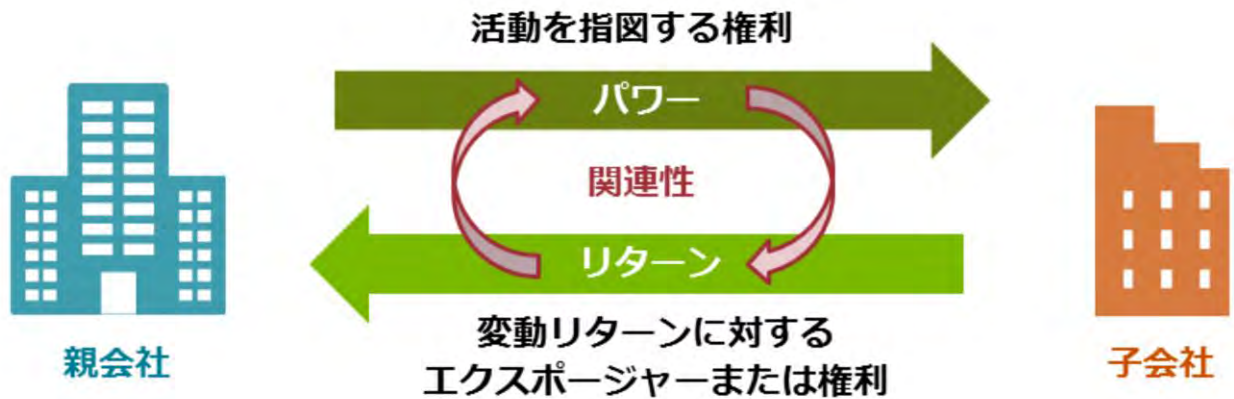 活動を指図する権利
パワー
関連性
リターン
変動リターンに対する
エクスポージャーまたは権利
親会社
子会社